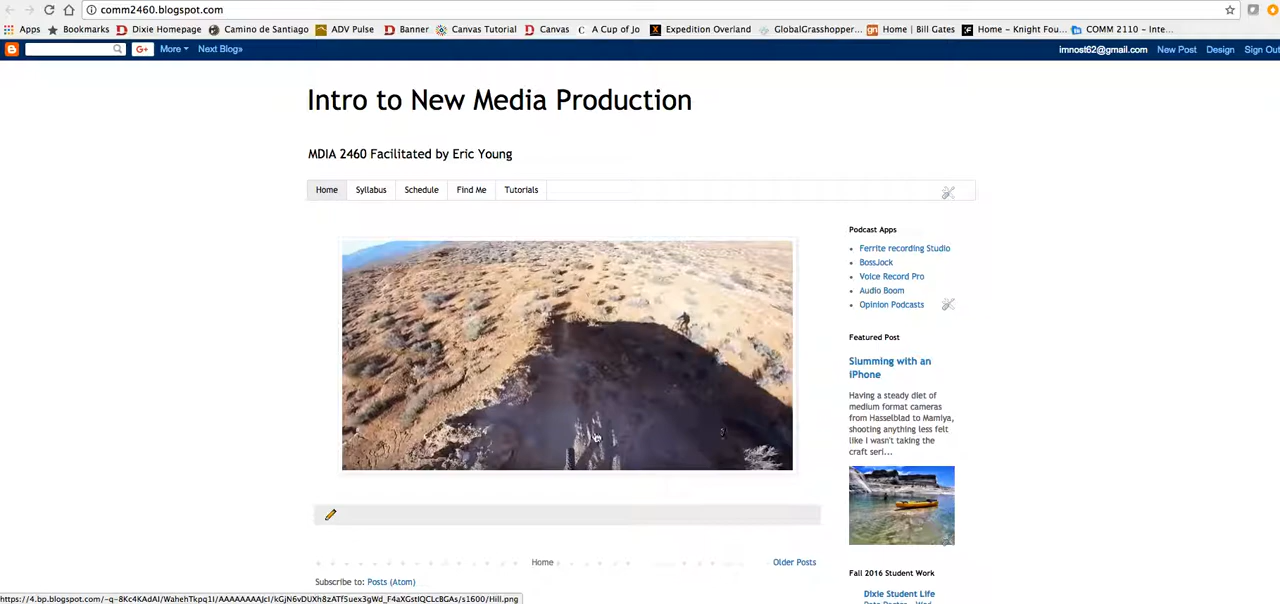 comm2460.blogspot.com
Apps Bookmarks Dixie Homepage Camino de Santiago ADV Pulse Banner Canvas Tutorial Canvas A Cup of Jo Expedition Overland GlobalGrasshopper... Home | Bill Gates Home ~ Knight Fou... COMM 2110 ~ Inte...
G+ More Next Blog» imnost62@gmail.com New Post Design Sign Out
Intro to New Media Production
MDIA 2460 Facilitated by Eric Young
Home Syllabus Schedule Find Me Tutorials
Podcast Apps
Ferrite recording Studio
BossJock
Voice Record Pro
Audio Boom
Opinion Podcasts
Featured Post
Slumming with an
iPhone
Having a steady diet of
medium format cameras
from Hasselblad to Mamiya,
shooting anything less felt
like I wasn't taking the
craft seri...
Home Older Posts
Subscribe to: Posts (Atom)
Fall 2016 Student Work
Dixie Student Life